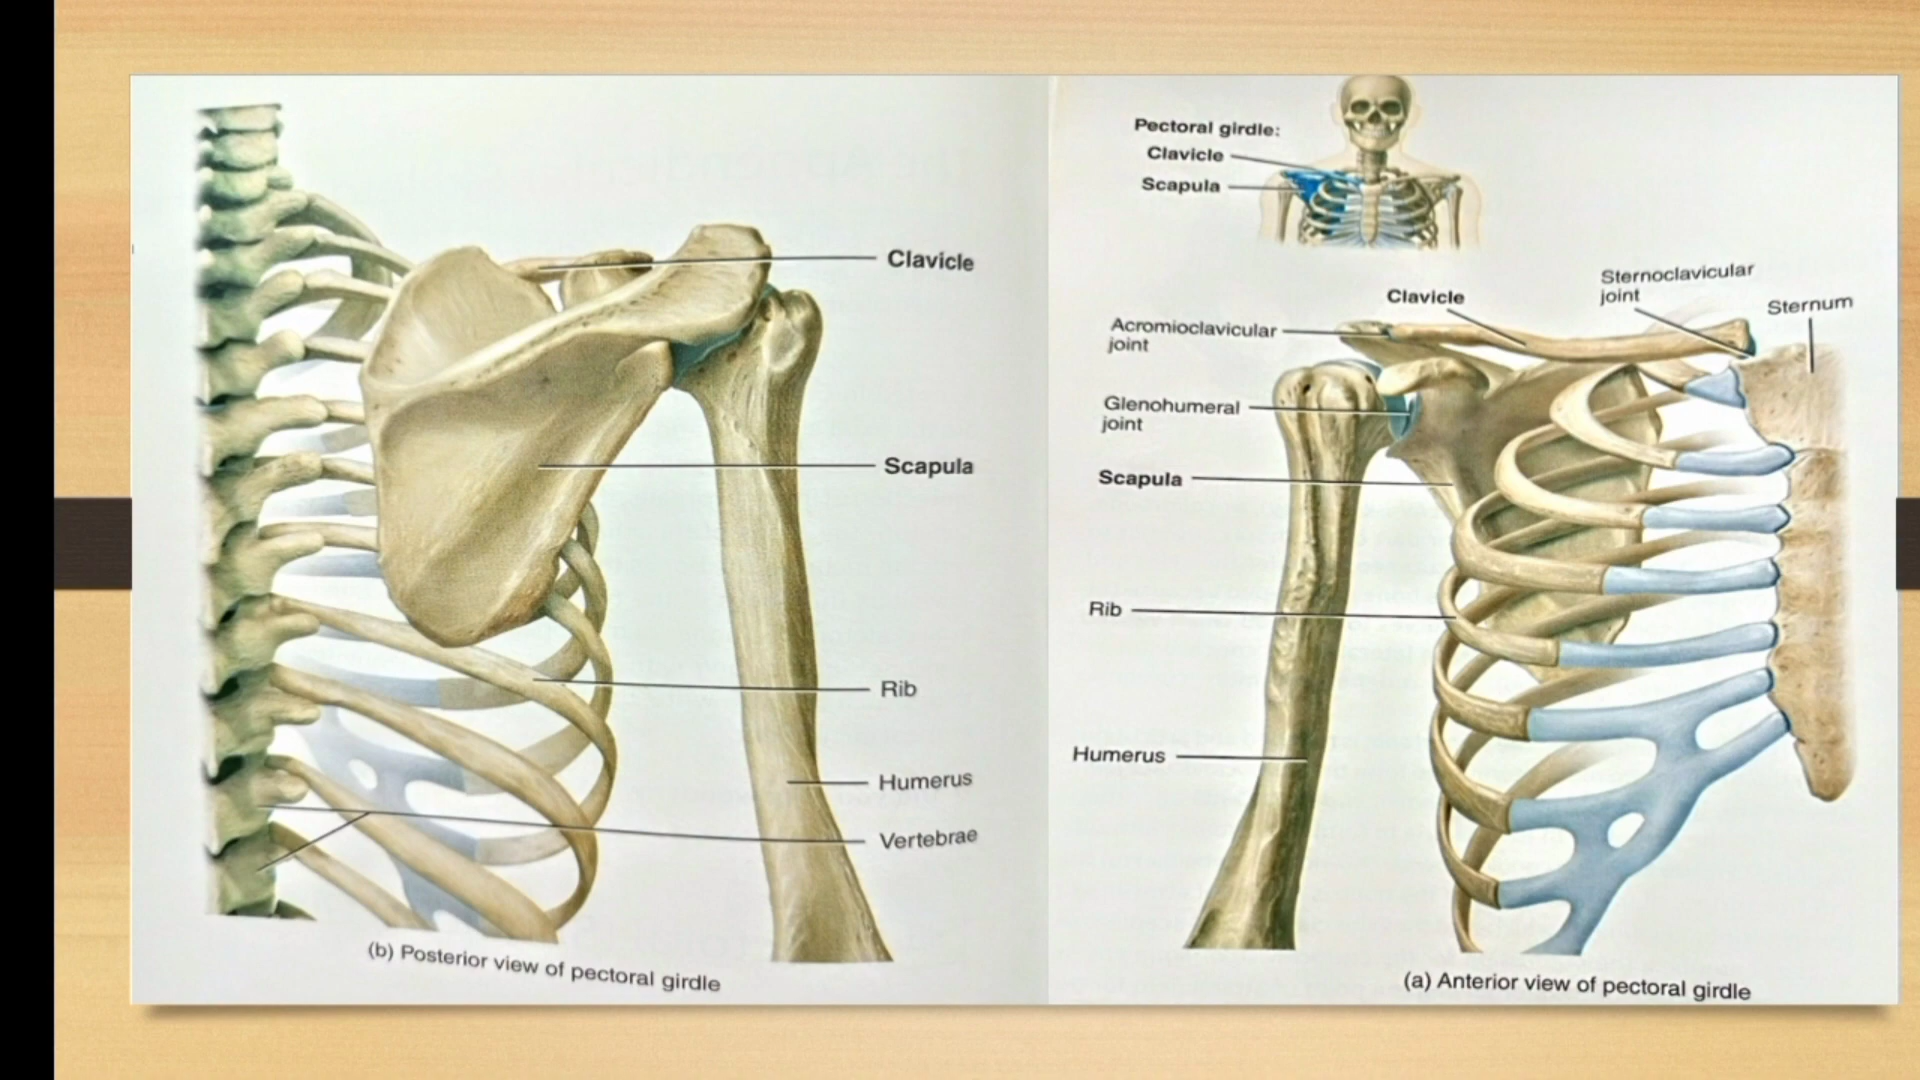 Clavicle
Scapula
Rib
Humerus
Vertebrae
(b) Posterior view of pectoral girdle
Pectoral girdle:
Clavicle
Scapula
Clavicle
Sternoclavicular
joint
Sternum
Acromioclavicular
joint
Glenohumeral
joint
Scapula
Rib
Humerus
(a) Anterior view of pectoral girdle